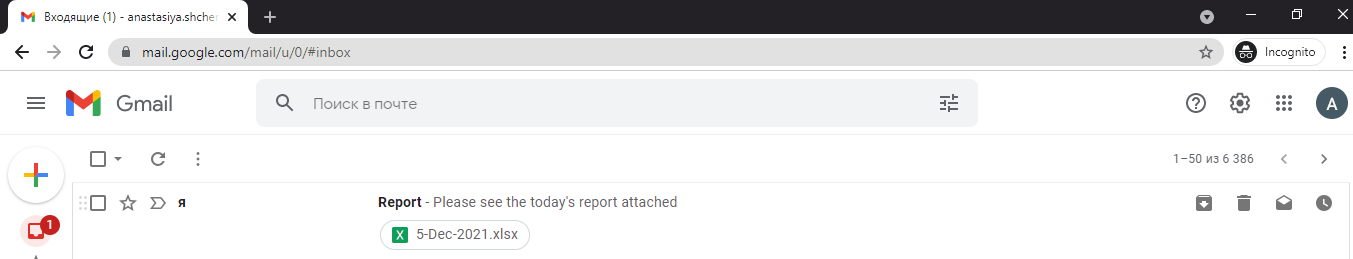 Входящие (1) - anastasiya.shche
mail.google.com/mail/u/0/#inbox
Incognito
Gmail
Поиск в почте
A
1–50 из 6 386
я
Report - Please see the today's report attached
1
5-Dec-2021.xlsx